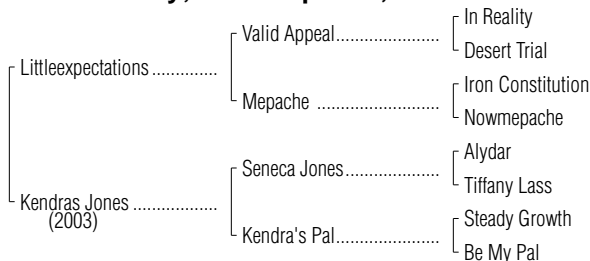 In Reality
Valid Appeal.......................
Desert Trial
Littleexpectations ..............
Iron Constitution
Mepache ...........................
Nowmepache
Alydar
Seneca Jones.....................
Tiffany Lass
Kendras Jones ..................
(2003)
Steady Growth
Kendra's Pal.......................
Be My Pal